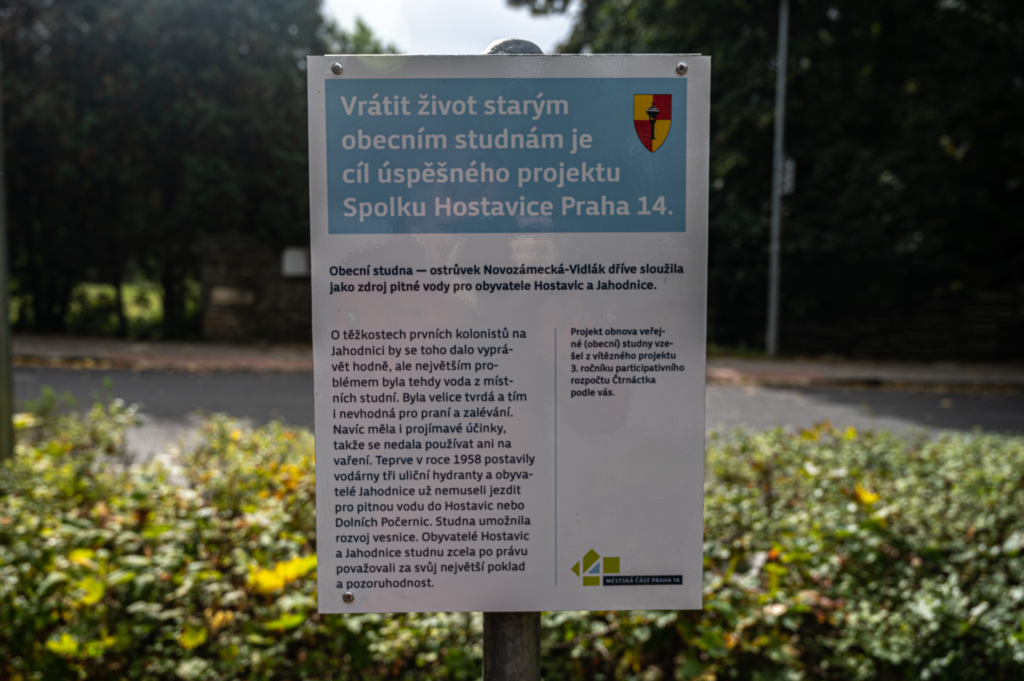 Vrátit život starým
obecním studnám je
cíl úspěšného projektu
Spolku Hostavice Praha 14.
Obecní studna — ostrůvek Novozámecká-Vidlák dříve sloužila
jako zdroj pitné vody pro obyvatele Hostavic a Jahodnice.
O těžkostech prvních kolonistů na
Jahodnici by se toho dalo vyprá-
vět hodně, ale největším pro-
blémem byla tehdy voda z míst-
ních studní. Byla velice tvrdá a tím
i nevhodná pro praní a zalévání.
Navíc měla i projímavé účinky,
takže se nedala používat ani na
vaření. Teprve v roce 1958 postavily
vodárny tři uliční hydranty a obyva-
telé Jahodnice už nemuseli jezdit
pro pitnou vodu do Hostavic nebo
Dolních Počernic. Studna umožnila
rozvoj vesnice. Obyvatelé Hostavic
a Jahodnice studnu zcela po právu
považovali za svůj největší poklad
a pozoruhodnost.
Projekt obnova veřej-
né (obecní) studny vze-
šel z vítězného projektu
3. ročníku participativního
rozpočtu Čtrnáctka
podle vás.
MĚSTSKÁ ČÁST PRAHA 14